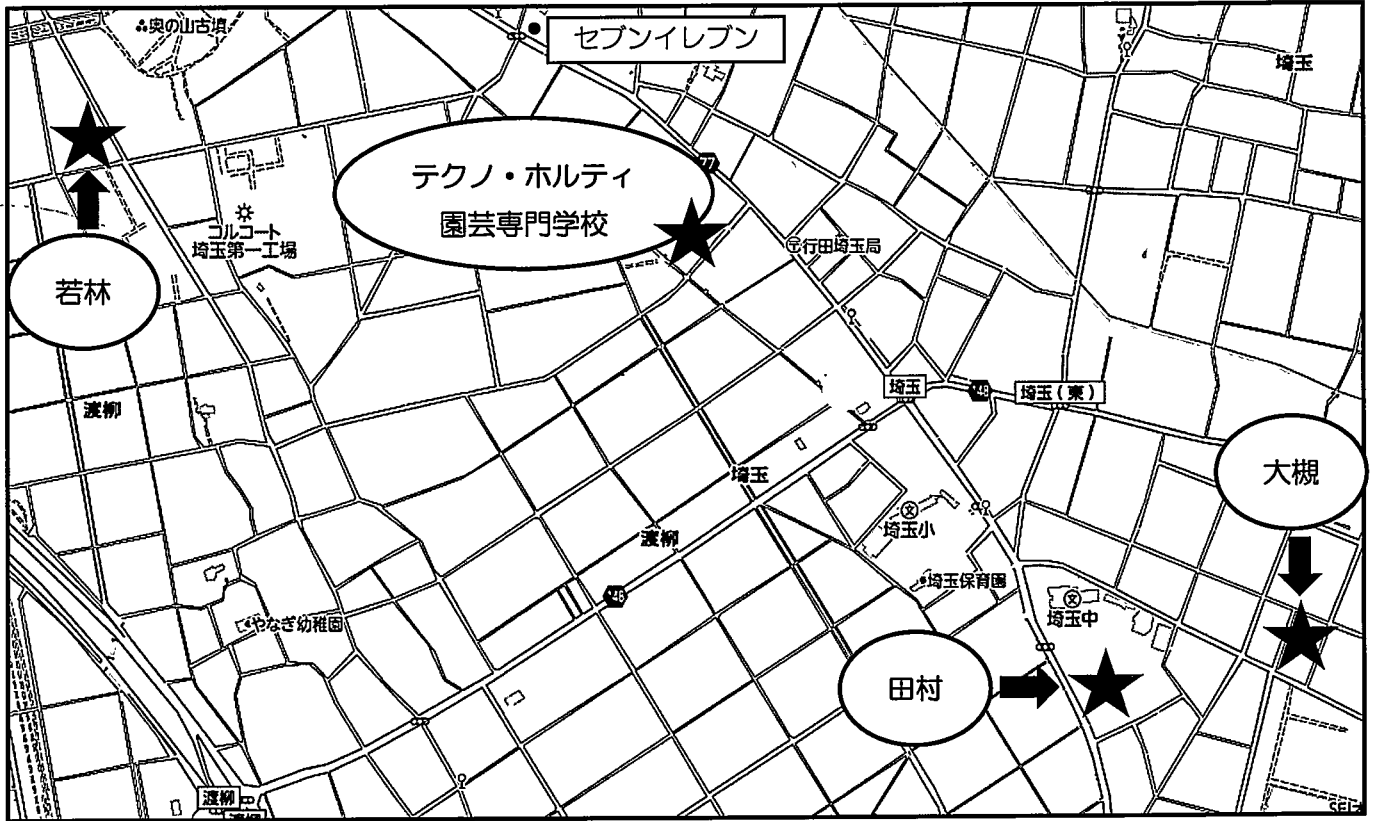 奥の山古墳
セブンイレブン
埼玉
77
テクノ・ホルティ
園芸専門学校
コルコート
埼玉第一工場
行田埼玉局
若林
埼玉
148
埼玉(東)
渡柳
大槻
埼玉
埼玉小
渡柳
埼玉保育園
148
やなぎ幼稚園
埼玉中
田村
渡柳
渡柳